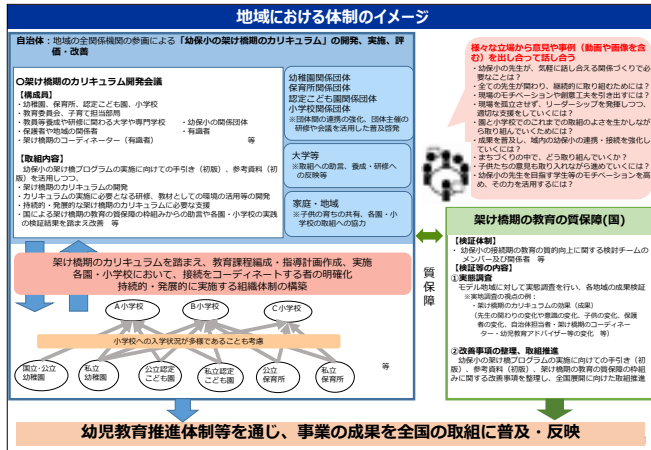 地域における体制のイメージ
自治体：地域の全関係機関の参画による「幼保小の架け橋期のカリキュラム」の開発、実施、評
価・改善
〇架け橋期のカリキュラム開発会議
【構成員】
・幼稚園、保育所、認定こども園、小学校
・教育委員会、子育て担当部局
・教員等養成や研修に関わる大学や専門学校　・幼保小の関係団体
・保護者や地域の関係者　・有識者
・架け橋期のコーディネーター（有識者）　等
【取組内容】
幼保小の架け橋プログラムの実施に向けての手引き（初版）、参考資料（初
版）を活用しつつ、
・架け橋期のカリキュラムの開発
・カリキュラムの実施に必要となる研修、教材としての環境の活用等の開発
・持続的・発展的な架け橋期のカリキュラムに必要な支援
・国による架け橋期の教育の質保障の枠組みからの助言や各園・小学校の実践
の検証結果を踏まえ改善　等
幼稚園関係団体
保育所関係団体
認定こども園関係団体
小学校関係団体
※団体間の連携の強化、団体主催の
研修や会議を活用した普及啓発
大学等
※取組への助言、養成・研修へ
の反映等
家庭・地域
※子供の育ちの共有、各園・小
学校の取組への協力
様々な立場から意見や事例（動画や画像を含
む）を出し合って話し合う
・幼保小の先生が、気軽に話し合える関係づくりで必
要なことは？
・全ての先生が関わり、継続的に取り組むためには？
・現場のモチベーションや創意工夫を引き出すには？
・現場を孤立させず、リーダーシップを発揮しつつ、
適切な支援をしていくには？
・園と小学校でのこれまでの取組のよさを生かしなが
ら取り組んでいくためには？
・成果を普及し、域内の幼保小の連携・接続を強化し
ていくには？
・まちづくりの中で、どう取り組んでいくか？
・子供たちの意見も取り入れながら進めていくには？
・幼保小の先生を目指す学生等のモチベーションを高
め、その力を活用するには？
架け橋期のカリキュラムを踏まえ、教育課程編成・指導計画作成、実施
各園・小学校において、接続をコーディネートする者の明確化
持続的・発展的に実施する組織体制の構築
A小学校
B小学校
C小学校
小学校への入学状況が多様であることも考慮
国立・公立
幼稚園
私立
幼稚園
公立認定
こども園
私立認定
こども園
公立
保育所
私立
保育所
等
質保障
架け橋期の教育の質保障(国)
【検証体制】
・幼保小の接続期の教育の質的向上に関する検討チームの
メンバー及び関係者　等
【検証等の内容】
①実態調査
モデル地域に対して実態調査を行い、各地域の成果検証
※実地調査の視点の例：
・架け橋期のカリキュラムの効果（成果）
（先生の関わりの変化や意識の変化、子供の変化、保護
者の変化、自治体担当者・架け橋期のコーディネー
ター・幼児教育アドバイザー等の変化　等）
②改善事項の整理、取組推進
幼保小の架け橋プログラムの実施に向けての手引き（初
版）、参考資料（初版）、架け橋期の教育の質保障の枠組
みに関する改善事項を整理し、全国展開に向けた取組推進
幼児教育推進体制等を通じ、事業の成果を全国の取組に普及・反映